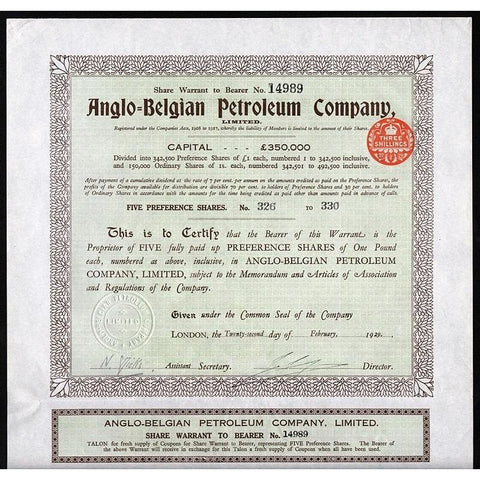 Share Warrant to Bearer No. 14989
Anglo-Belgian Petroleum Company,
LIMITED.
Registered under the Companies Acts, 1908 to 1917, whereby the liability of Members is limited to the amount of their Shares.
CAPITAL - - - £350,000
Divided into 342,500 Preference Shares of £1 each, numbered 1 to 342,500 inclusive,
and 150,000 Ordinary Shares of 1s. each, numbered 342,501 to 492,500 inclusive.
THREE
SHILLINGS
After payment of a cumulative dividend at the rate of 7 per cent. per annum on the amounts credited as paid on the Preference Shares, the
profits of the Company available for distribution are divisible 70 per cent. to holders of Preference Shares and 30 per cent. to holders
of Ordinary Shares in accordance with the amounts for the time being credited as paid thereon other than amounts paid in advance of calls.
FIVE PREFERENCE SHARES. No. 326 TO 330
This is to Certify that the Bearer of this Warrant is the
Proprietor of FIVE fully paid up PREFERENCE SHARES of One Pound
each, numbered as above, inclusive, in ANGLO-BELGIAN PETROLEUM
COMPANY, LIMITED, subject to the Memorandum and Articles of Association
and Regulations of the Company.
LIMITED
Given under the Common Seal of the Company
LONDON, the Twenty-second day of February, 1929.
Assistant Secretary. Director.
ANGLO-BELGIAN PETROLEUM COMPANY, LIMITED.
SHARE WARRANT TO BEARER No. 14989
TALON for fresh supply of Coupons for Share Warrant to Bearer, representing FIVE Preference Shares. The Bearer of
the above Warrant will receive in exchange for this Talon a fresh supply of Coupons when all have been used.